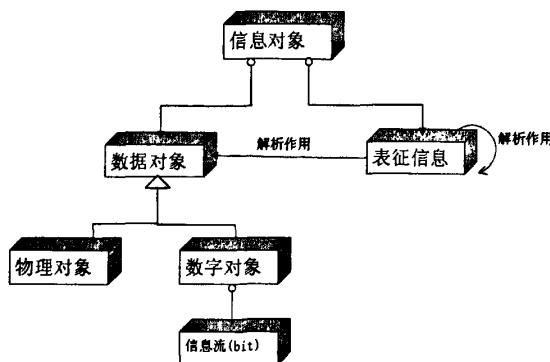 信息对象
数据对象
解析作用
表征信息
解析作用
物理对象
数字对象
信息流(bit)